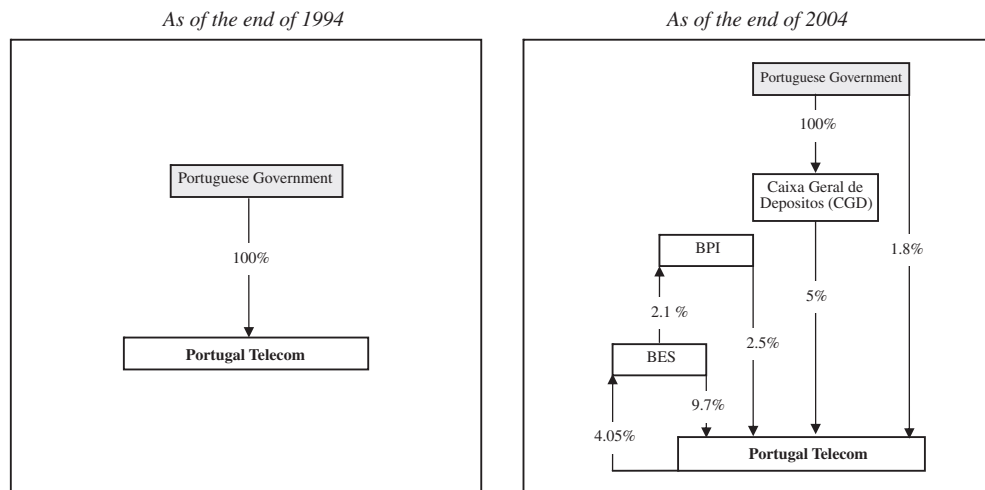 As of the end of 1994
Portuguese Government
100%
Portugal Telecom
As of the end of 2004
Portuguese Government
100%
Caixa Geral de
Depositos (CGD)
BPI
1.8%
5%
2.1 %
2.5%
BES
9.7%
4.05%
Portugal Telecom